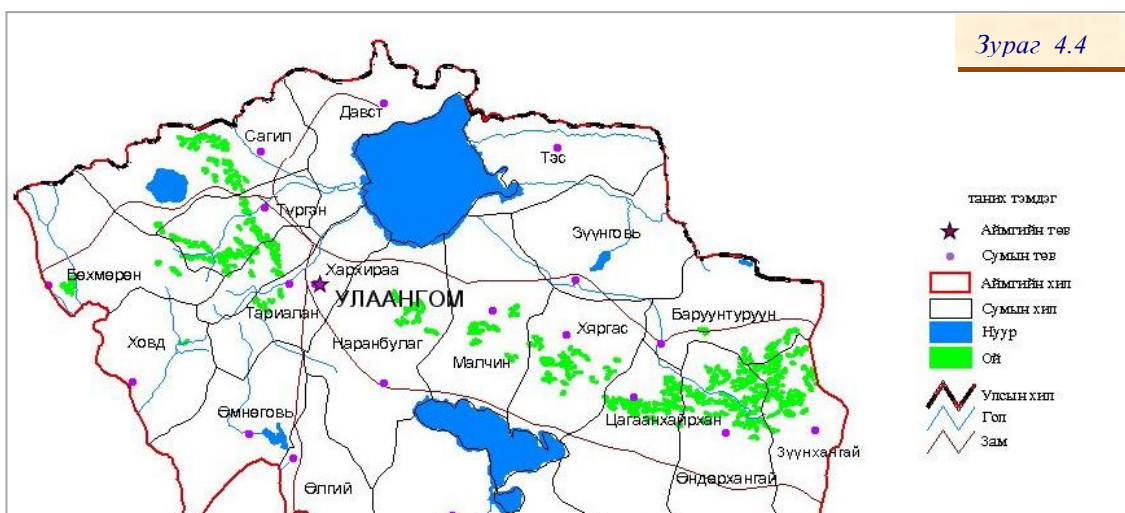 Зураг 4.4
Давст
Сагил
Тэс
Түргэн
Зүүнговь
Бөхмөрөн
Хархираа
УЛААНГОМ
Тариалан
Баруунтуруун
Хяргас
Ховд
Наранбулаг
Малчин
Өмнөговь
Цагаанхайрхан
Зүүнхангай
Өндөрхангай
Өлгий
таних тэмдэг
Аймгийн төв
Сумын төв
Аймгийн хил
Сумын хил
Нуур
Ой
Улсын хил
Гол
Зам